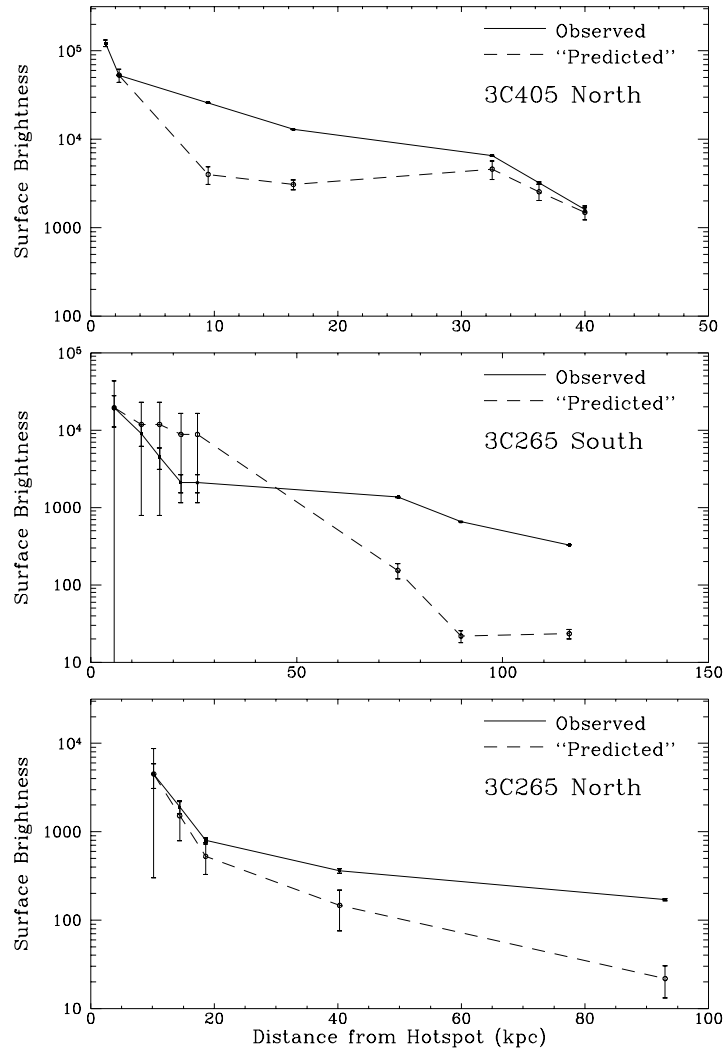 Observed
“Predicted”
3C405 North
Surface Brightness
10⁵
10⁴
1000
100
0 10 20 30 40 50
Observed
“Predicted”
3C265 South
Surface Brightness
10⁵
10⁴
1000
100
10
0 50 100 150
Observed
“Predicted”
3C265 North
Surface Brightness
10⁴
1000
100
10
0 20 40 60 80 100
Distance from Hotspot (kpc)